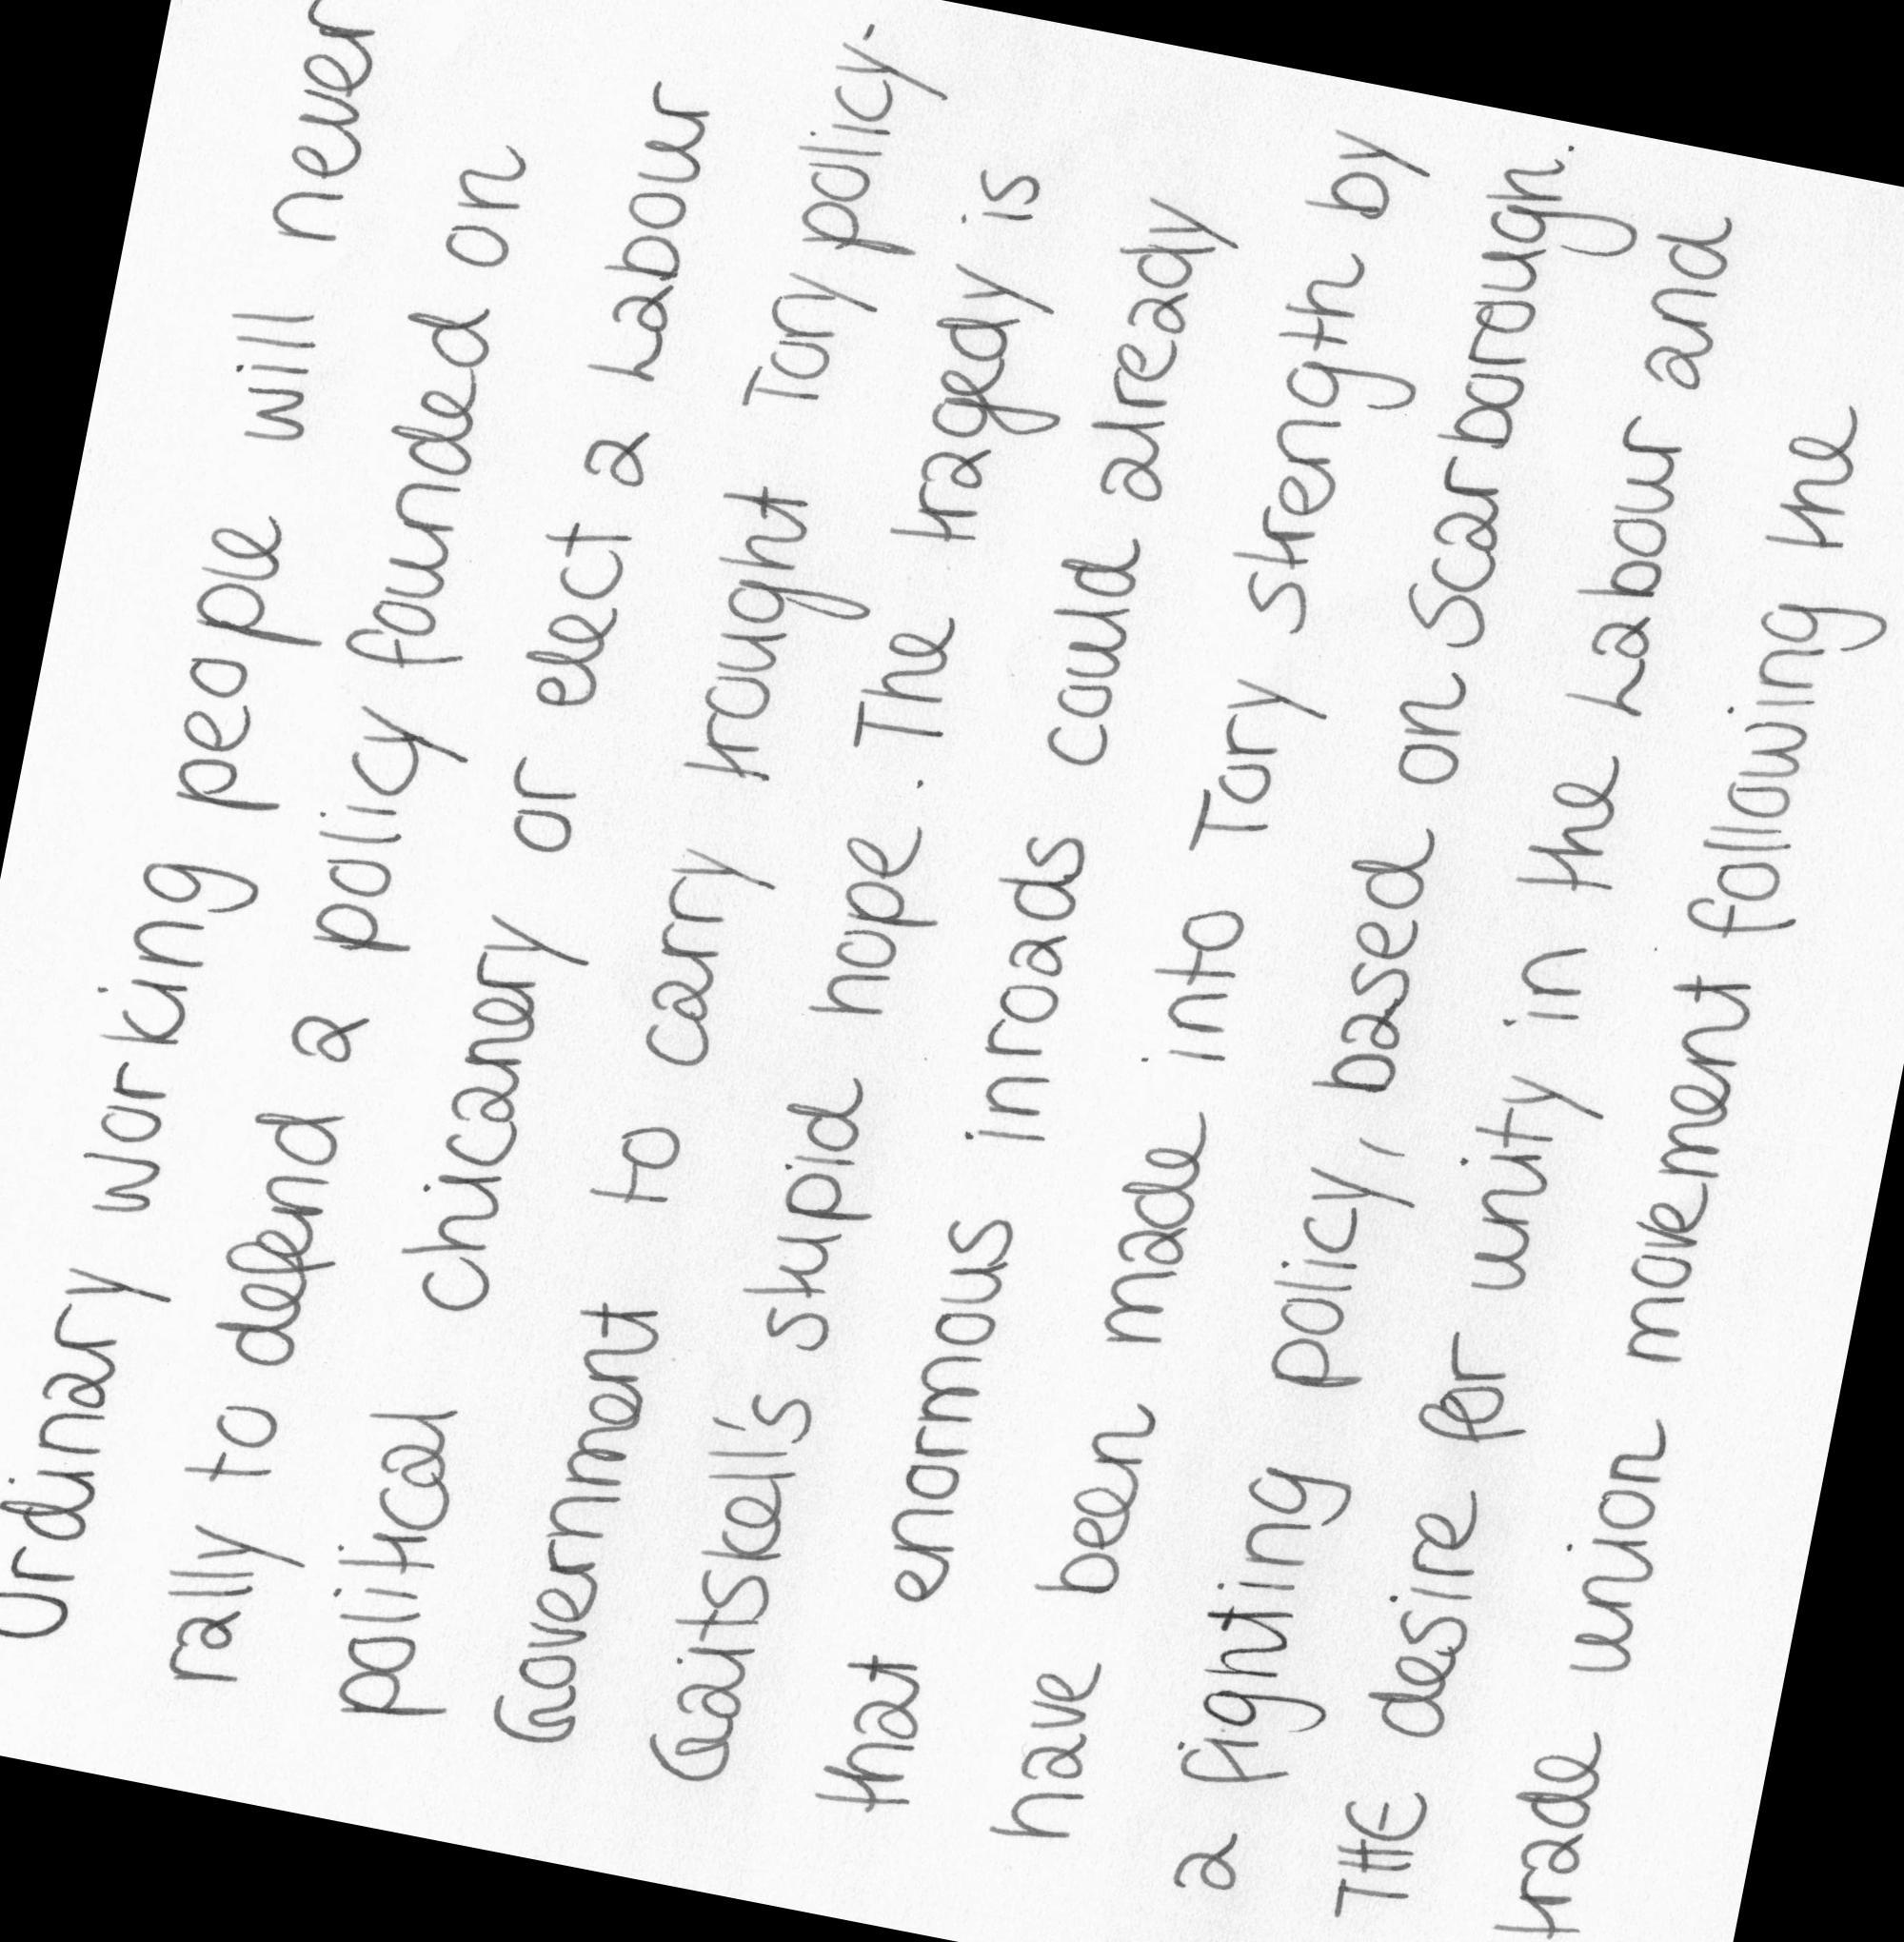 Ordinary working people will never
rally to defend a policy founded on
political chicanery or elect a Labour
Government to carry trought Tory policy-
Gaitskell's stupid hope. The tragedy is
that enormous inroads could already
have been made into Tory strength by
a fighting policy, based on Scarborough.
THE desire for unity in the Labour and
trade union movement following the